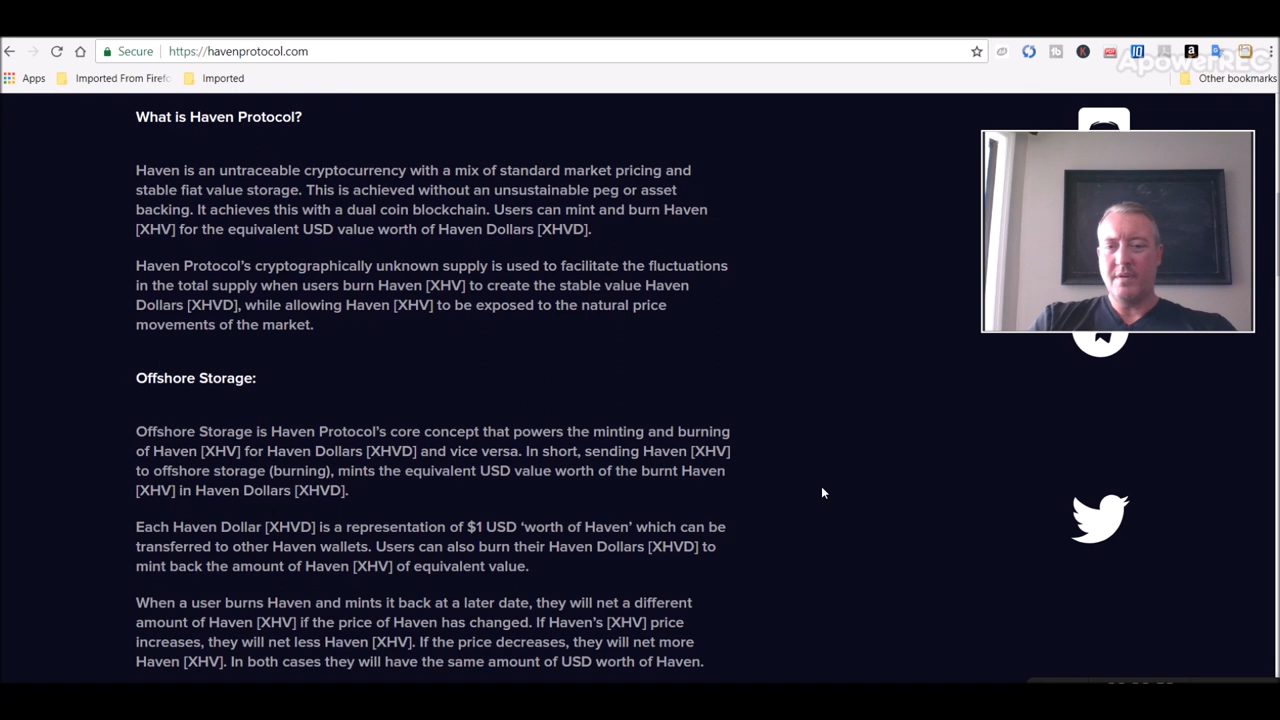 Secure
https://havenprotocol.com
ApowerREC
Apps
Imported From Firefo
Imported
Other bookmarks
What is Haven Protocol?
Haven is an untraceable cryptocurrency with a mix of standard market pricing and
stable fiat value storage. This is achieved without an unsustainable peg or asset
backing. It achieves this with a dual coin blockchain. Users can mint and burn Haven
[XHV] for the equivalent USD value worth of Haven Dollars [XHVD].
Haven Protocol’s cryptographically unknown supply is used to facilitate the fluctuations
in the total supply when users burn Haven [XHV] to create the stable value Haven
Dollars [XHVD], while allowing Haven [XHV] to be exposed to the natural price
movements of the market.
Offshore Storage:
Offshore Storage is Haven Protocol’s core concept that powers the minting and burning
of Haven [XHV] for Haven Dollars [XHVD] and vice versa. In short, sending Haven [XHV]
to offshore storage (burning), mints the equivalent USD value worth of the burnt Haven
[XHV] in Haven Dollars [XHVD].
Each Haven Dollar [XHVD] is a representation of $1 USD ‘worth of Haven’ which can be
transferred to other Haven wallets. Users can also burn their Haven Dollars [XHVD] to
mint back the amount of Haven [XHV] of equivalent value.
When a user burns Haven and mints it back at a later date, they will net a different
amount of Haven [XHV] if the price of Haven has changed. If Haven’s [XHV] price
increases, they will net less Haven [XHV]. If the price decreases, they will net more
Haven [XHV]. In both cases they will have the same amount of USD worth of Haven.